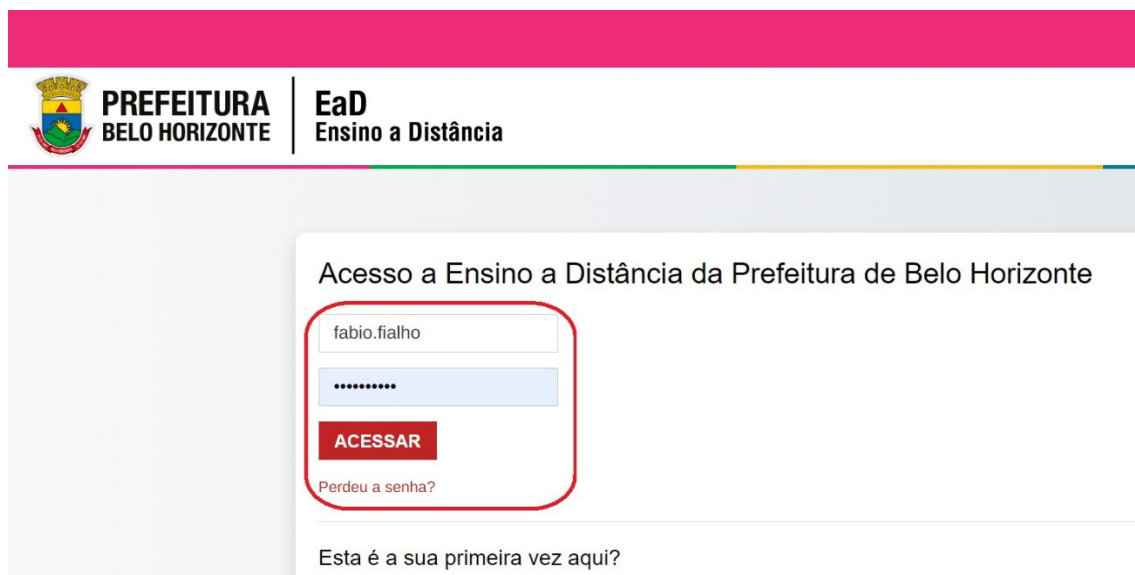 PREFEITURA
BELO HORIZONTE
EaD
Ensino a Distância
Acesso a Ensino a Distância da Prefeitura de Belo Horizonte
fabio.fialho
••••••••••
ACESSAR
Perdeu a senha?
Esta é a sua primeira vez aqui?